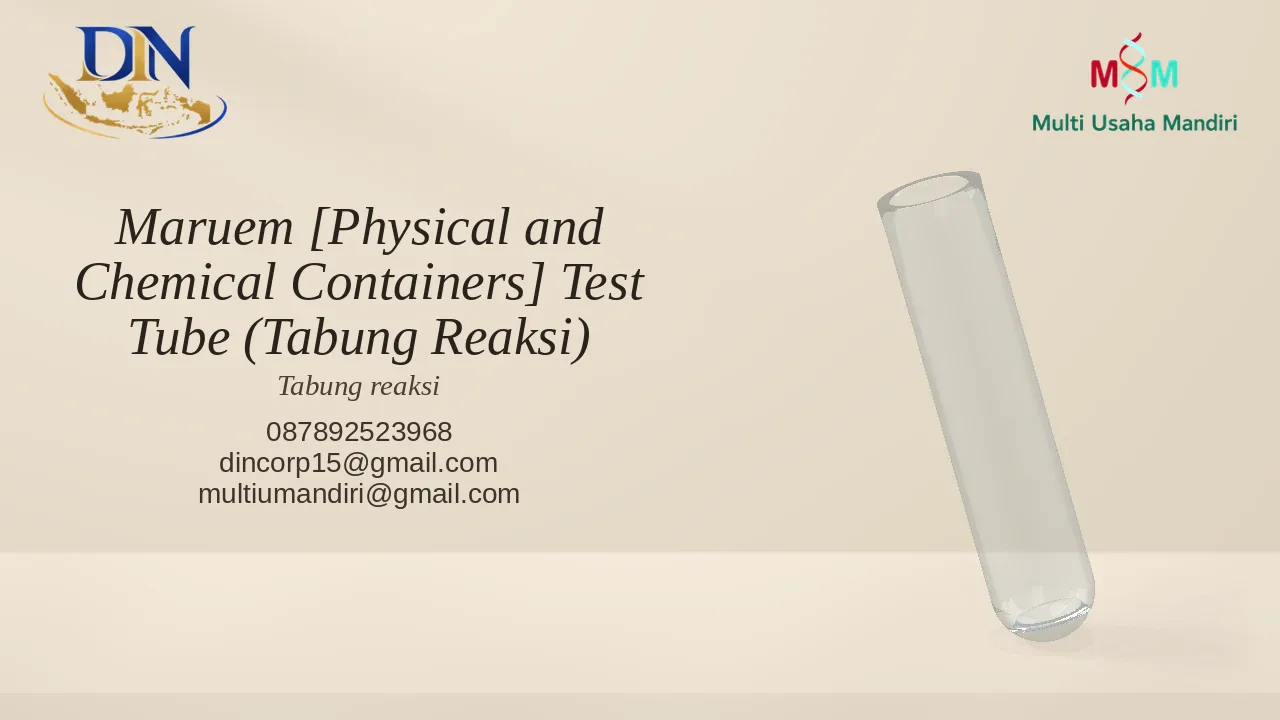 DIN
MSM
Multi Usaha Mandiri
Maruem [Physical and
Chemical Containers] Test
Tube (Tabung Reaksi)
Tabung reaksi
087892523968
dincorp15@gmail.com
multiumandiri@gmail.com